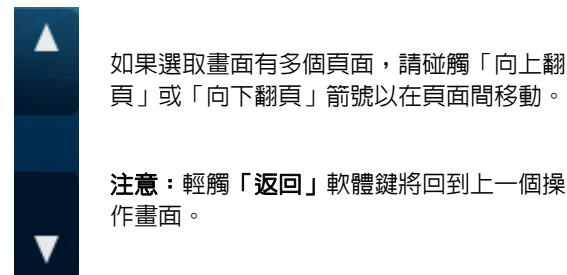 如果選取畫面有多個頁面，請碰觸「向上翻
頁」或「向下翻頁」箭號以在頁面間移動。
注意：輕觸「返回」軟體鍵將回到上一個操
作畫面。